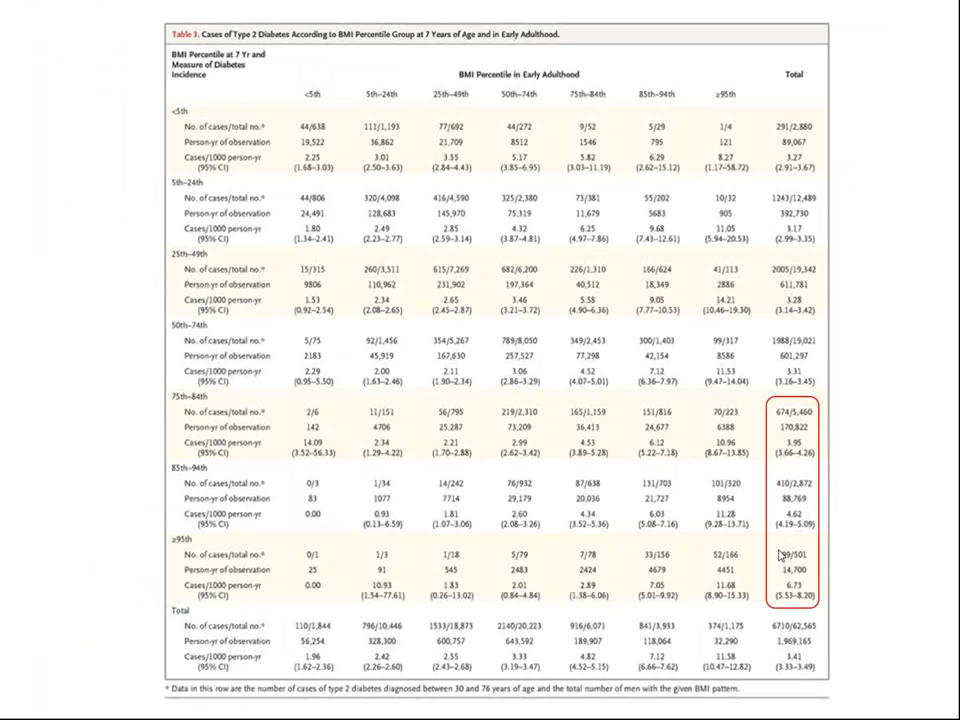 Table 3. Cases of Type 2 Diabetes According to BMI Percentile Group at 7 Years of Age and in Early Adulthood.
BMI Percentile at 7 Yr and
Measure of Diabetes
Incidence BMI Percentile in Early Adulthood Total
<5th 5th–24th 25th–49th 50th–74th 75th–84th 85th–94th ≥95th
<5th
No. of cases/total no.* 44/638 111/1,193 77/692 44/272 9/52 5/29 1/4 291/2,880
Person-yr of observation 19,522 36,862 21,709 8512 1546 795 121 89,067
Cases/1000 person-yr 2.25 3.01 3.55 5.17 5.82 6.29 8.27 3.27
(95% CI) (1.68–3.03) (2.50–3.63) (2.84–4.43) (3.85–6.95) (3.03–11.19) (2.62–15.12) (1.17–58.72) (2.91–3.67)
5th–24th
No. of cases/total no.* 44/806 320/4,098 416/4,590 325/2,380 73/381 55/202 10/32 1243/12,489
Person-yr of observation 24,491 128,683 145,970 75,319 11,679 5683 905 392,730
Cases/1000 person-yr 1.80 2.49 2.85 4.32 6.25 9.68 11.05 3.17
(95% CI) (1.34–2.41) (2.23–2.77) (2.59–3.14) (3.87–4.81) (4.97–7.86) (7.43–12.61) (5.94–20.53) (2.99–3.35)
25th–49th
No. of cases/total no.* 15/315 260/3,511 615/7,269 682/6,200 226/1,310 166/624 41/113 2005/19,342
Person-yr of observation 9806 110,962 231,902 197,364 40,512 18,349 2886 611,781
Cases/1000 person-yr 1.53 2.34 2.65 3.46 5.58 9.05 14.21 3.28
(95% CI) (0.92–2.54) (2.08–2.65) (2.45–2.87) (3.21–3.72) (4.90–6.36) (7.77–10.53) (10.46–19.30) (3.14–3.42)
50th–74th
No. of cases/total no.* 5/75 92/1,456 354/5,267 789/8,050 349/2,453 300/1,403 99/317 1988/19,021
Person-yr of observation 2183 45,919 167,630 257,527 77,298 42,154 8586 601,297
Cases/1000 person-yr 2.29 2.00 2.11 3.06 4.52 7.12 11.53 3.31
(95% CI) (0.95–5.50) (1.63–2.46) (1.90–2.34) (2.86–3.29) (4.07–5.01) (6.36–7.97) (9.47–14.04) (3.16–3.45)
75th–84th
No. of cases/total no.* 2/6 11/151 56/795 219/2,310 165/1,159 151/816 70/223 674/5,460
Person-yr of observation 142 4706 25,287 73,209 36,413 24,677 6388 170,822
Cases/1000 person-yr 14.09 2.34 2.21 2.99 4.53 6.12 10.96 3.95
(95% CI) (3.52–56.33) (1.29–4.22) (1.70–2.88) (2.62–3.42) (3.89–5.28) (5.22–7.18) (8.67–13.85) (3.66–4.26)
85th–94th
No. of cases/total no.* 0/3 1/34 14/242 76/932 87/638 131/703 101/320 410/2,872
Person-yr of observation 83 1077 7714 29,179 20,036 21,727 8954 88,769
Cases/1000 person-yr 0.00 0.93 1.81 2.60 4.34 6.03 11.28 4.62
(95% CI) (0.13–6.59) (1.07–3.06) (2.08–3.26) (3.52–5.36) (5.08–7.16) (9.28–13.71) (4.19–5.09)
≥95th
No. of cases/total no.* 0/1 1/3 1/18 5/79 7/78 33/156 52/166 99/501
Person-yr of observation 25 91 545 2483 2424 4679 4451 14,700
Cases/1000 person-yr 0.00 10.93 1.83 2.01 2.89 7.05 11.68 6.73
(95% CI) (1.54–77.61) (0.26–13.02) (0.84–4.84) (1.38–6.06) (5.01–9.92) (8.90–15.33) (5.53–8.20)
Total
No. of cases/total no.* 110/1,844 796/10,446 1533/18,873 2140/20,223 916/6,071 841/3,933 374/1,175 6710/62,565
Person-yr of observation 56,254 328,300 600,757 643,592 189,907 118,064 32,290 1,969,165
Cases/1000 person-yr 1.96 2.42 2.55 3.33 4.82 7.12 11.58 3.41
(95% CI) (1.62–2.36) (2.26–2.60) (2.43–2.68) (3.19–3.47) (4.52–5.15) (6.66–7.62) (10.47–12.82) (3.33–3.49)
* Data in this row are the number of cases of type 2 diabetes diagnosed between 30 and 76 years of age and the total number of men with the given BMI pattern.